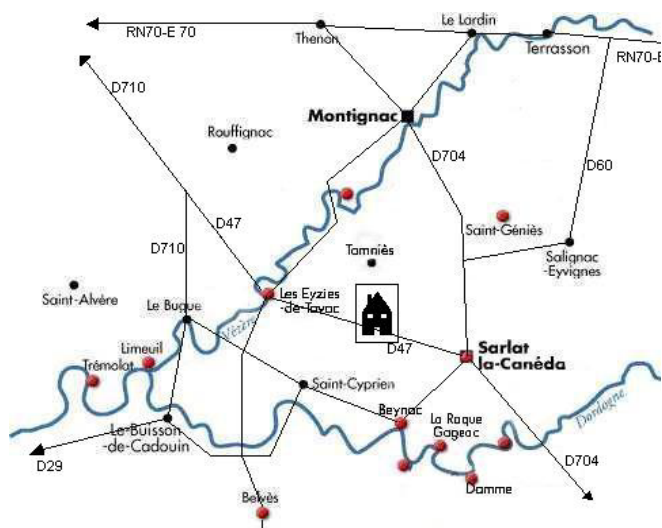 RN70-E 70
Thenon
Le Lardin
Terrasson
RN70-E
D710
Montignac
Rouffignac
D704
D60
D47
D710
Saint-Géniès
Tamniès
Salignac
-Eyvignes
Saint-Alvère
Le Bugue
Les Eyzies
-de-Tayac
Vézère
D47
Sarlat
la-Canéda
Limeuil
Trémolat
Saint-Cyprien
Beynac
La Roque
Gageac
Dordogne
Le-Buisson
-de-Cadouin
D29
D704
Damme
Belvès